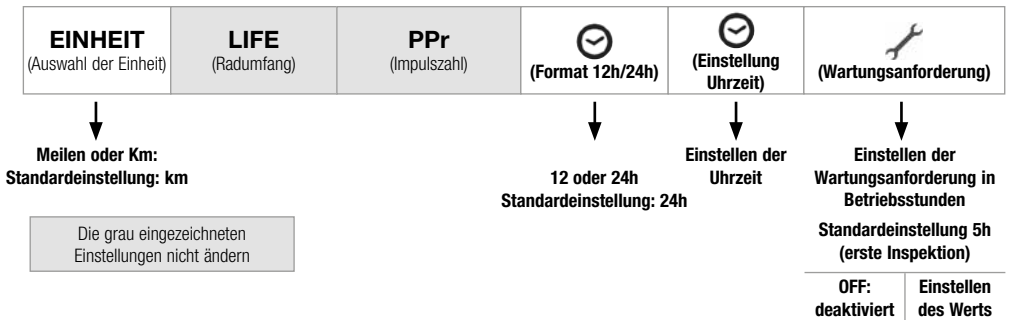 EINHEIT
(Auswahl der Einheit)
LIFE
(Radumfang)
PPr
(Impulszahl)
(Format 12h/24h)
(Einstellung
Uhrzeit)
(Wartungsanforderung)
Meilen oder Km:
Standardeinstellung: km
12 oder 24h
Standardeinstellung: 24h
Einstellen der
Uhrzeit
Einstellen der
Wartungsanforderung in
Betriebsstunden
Standardeinstellung 5h
(erste Inspektion)
OFF:
deaktiviert
Einstellen
des Werts
Die grau eingezeichneten
Einstellungen nicht ändern